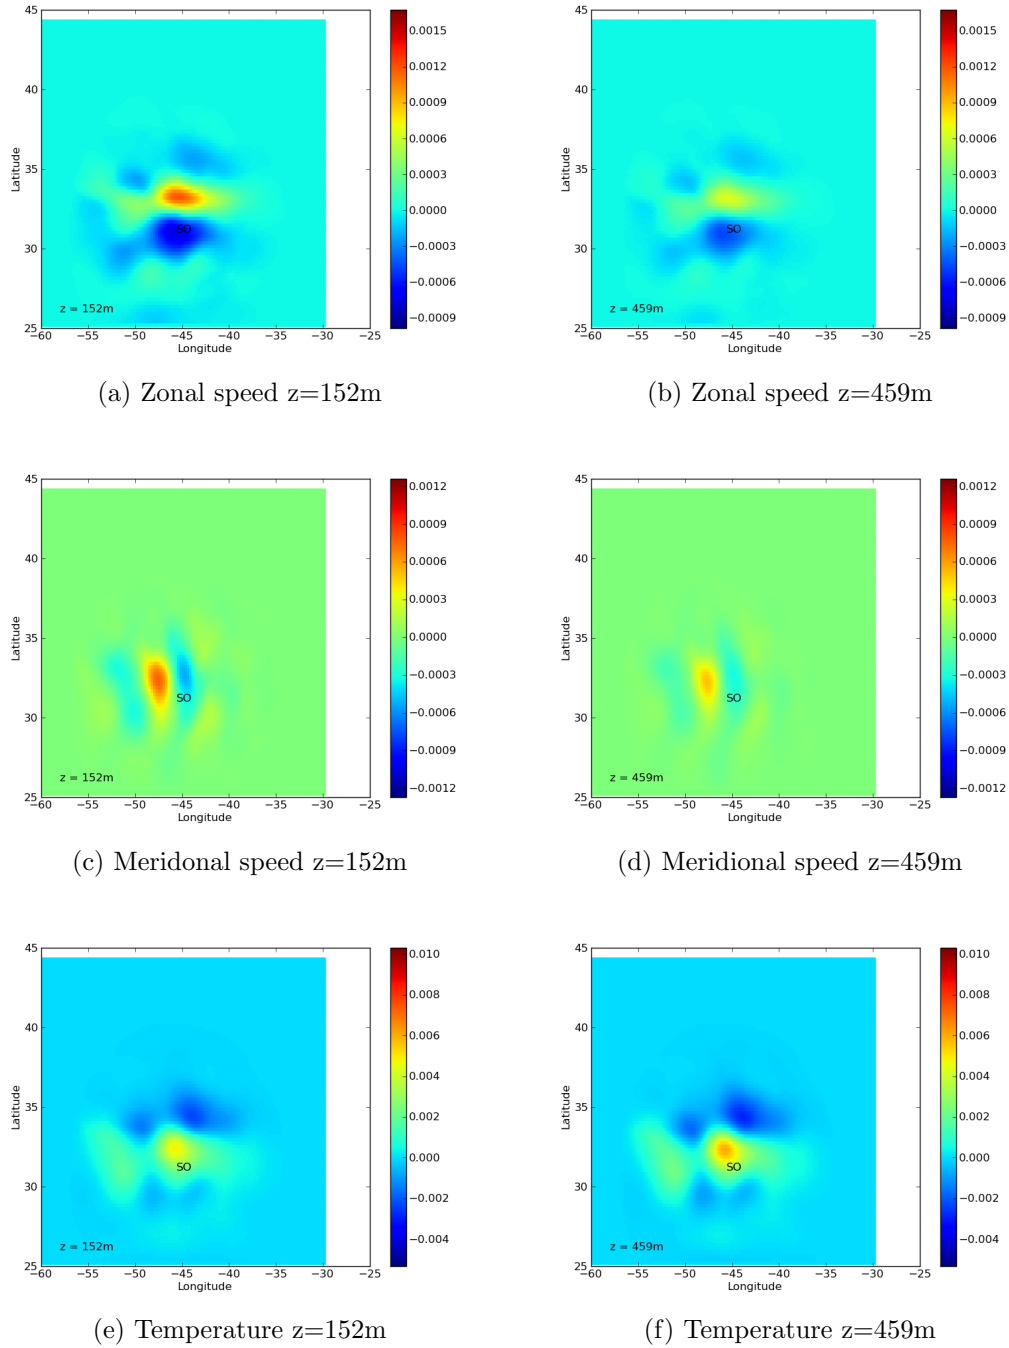 45
40
35
30
25
Latitude
−60 −55 −50 −45 −40 −35 −30 −25
Longitude
z = 152m
SO
0.0015
0.0012
0.0009
0.0006
0.0003
0.0000
−0.0003
−0.0006
−0.0009
(a) Zonal speed z=152m
45
40
35
30
25
Latitude
−60 −55 −50 −45 −40 −35 −30 −25
Longitude
z = 459m
SO
0.0015
0.0012
0.0009
0.0006
0.0003
0.0000
−0.0003
−0.0006
−0.0009
(b) Zonal speed z=459m
45
40
35
30
25
Latitude
−60 −55 −50 −45 −40 −35 −30 −25
Longitude
z = 152m
SO
0.0012
0.0009
0.0006
0.0003
0.0000
−0.0003
−0.0006
−0.0009
−0.0012
(c) Meridonal speed z=152m
45
40
35
30
25
Latitude
−60 −55 −50 −45 −40 −35 −30 −25
Longitude
z = 459m
SO
0.0012
0.0009
0.0006
0.0003
0.0000
−0.0003
−0.0006
−0.0009
−0.0012
(d) Meridional speed z=459m
45
40
35
30
25
Latitude
−60 −55 −50 −45 −40 −35 −30 −25
Longitude
z = 152m
SO
0.010
0.008
0.006
0.004
0.002
0.000
−0.002
−0.004
(e) Temperature z=152m
45
40
35
30
25
Latitude
−60 −55 −50 −45 −40 −35 −30 −25
Longitude
z = 459m
SO
0.010
0.008
0.006
0.004
0.002
0.000
−0.002
−0.004
(f) Temperature z=459m